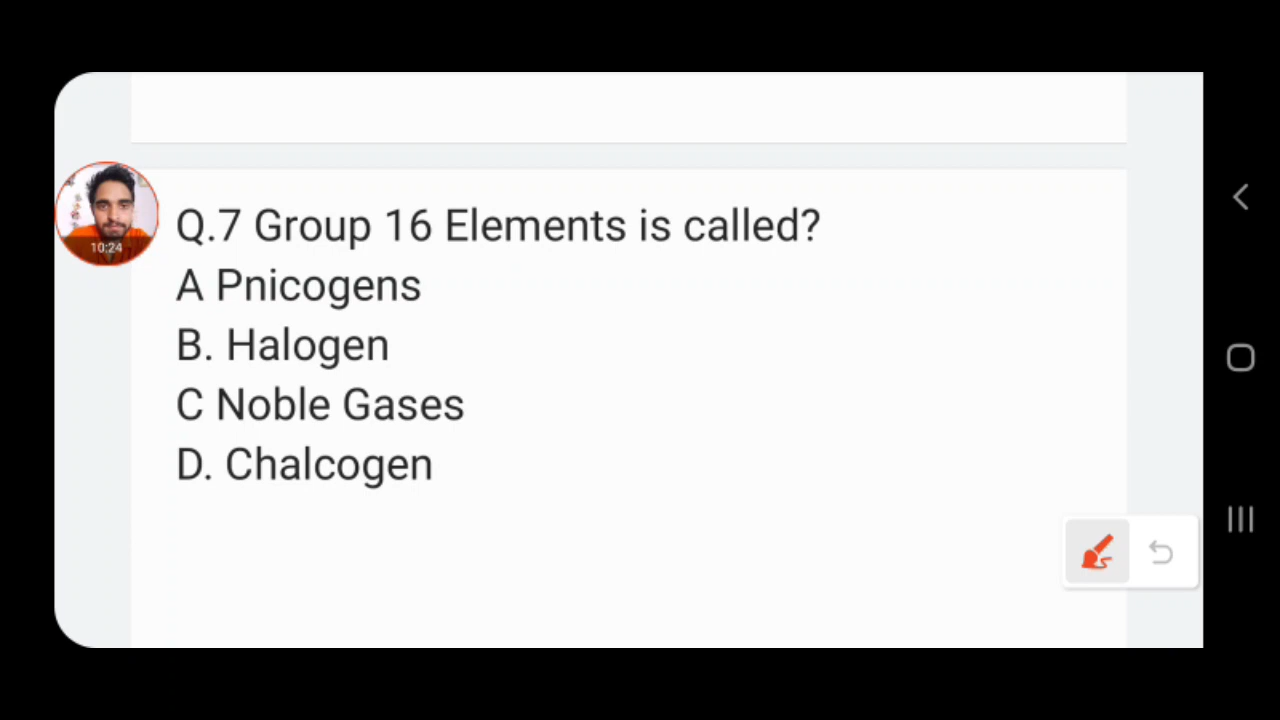 10:24
Q.7 Group 16 Elements is called?
A Pnicogens
B. Halogen
C Noble Gases
D. Chalcogen